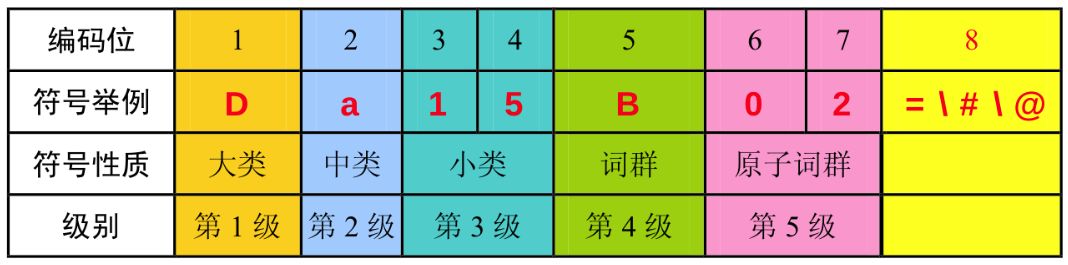 编码位 1 2 3 4 5 6 7 8
符号举例 D a 1 5 B 0 2 = \ # \ @
符号性质 大类 中类 小类 词群 原子词群
级别 第 1 级 第 2 级 第 3 级 第 4 级 第 5 级